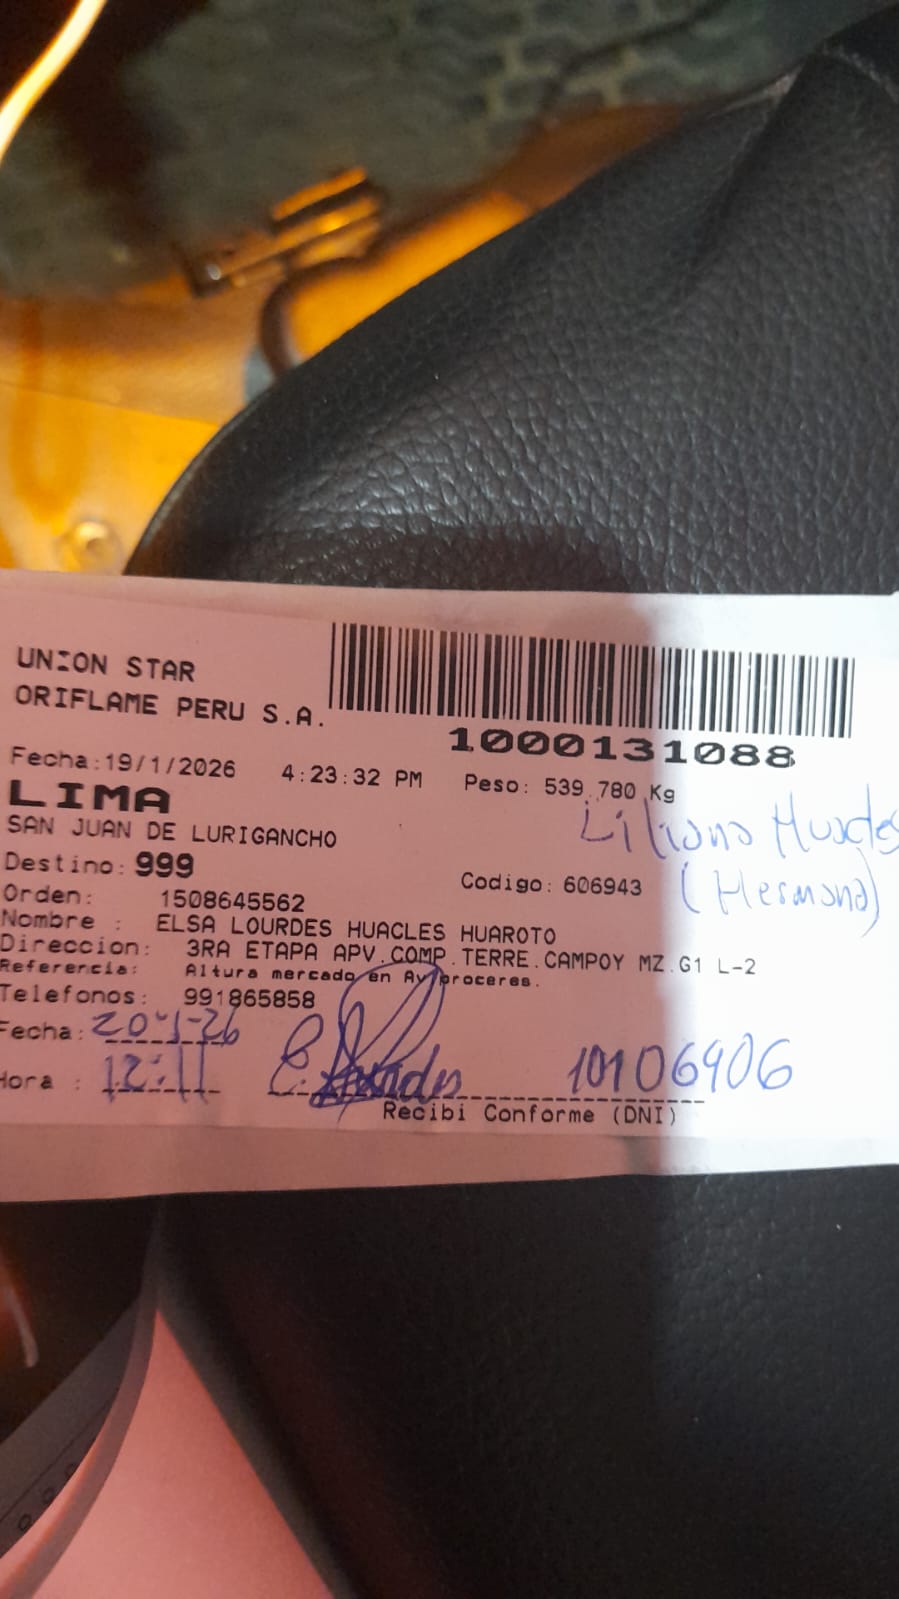 UNION STAR
ORIFLAME PERU S.A.
1000131088
Fecha:19/1/2026 4:23:32 PM Peso: 539.780 Kg
LIMA
Liliana Huacles
SAN JUAN DE LURIGANCHO
(Hermana)
Destino: 999 Codigo: 606943
Orden: 1508645562
Nombre : ELSA LOURDES HUACLES HUAROTO
Direccion: 3RA ETAPA APV.COMP.TERRE.CAMPOY MZ.G1 L-2
Referencia: Altura mercado en Av proceres.
Telefonos: 991865858
Fecha: 20-1-26
Hora : 12:11 10106906
Recibi Conforme (DNI)